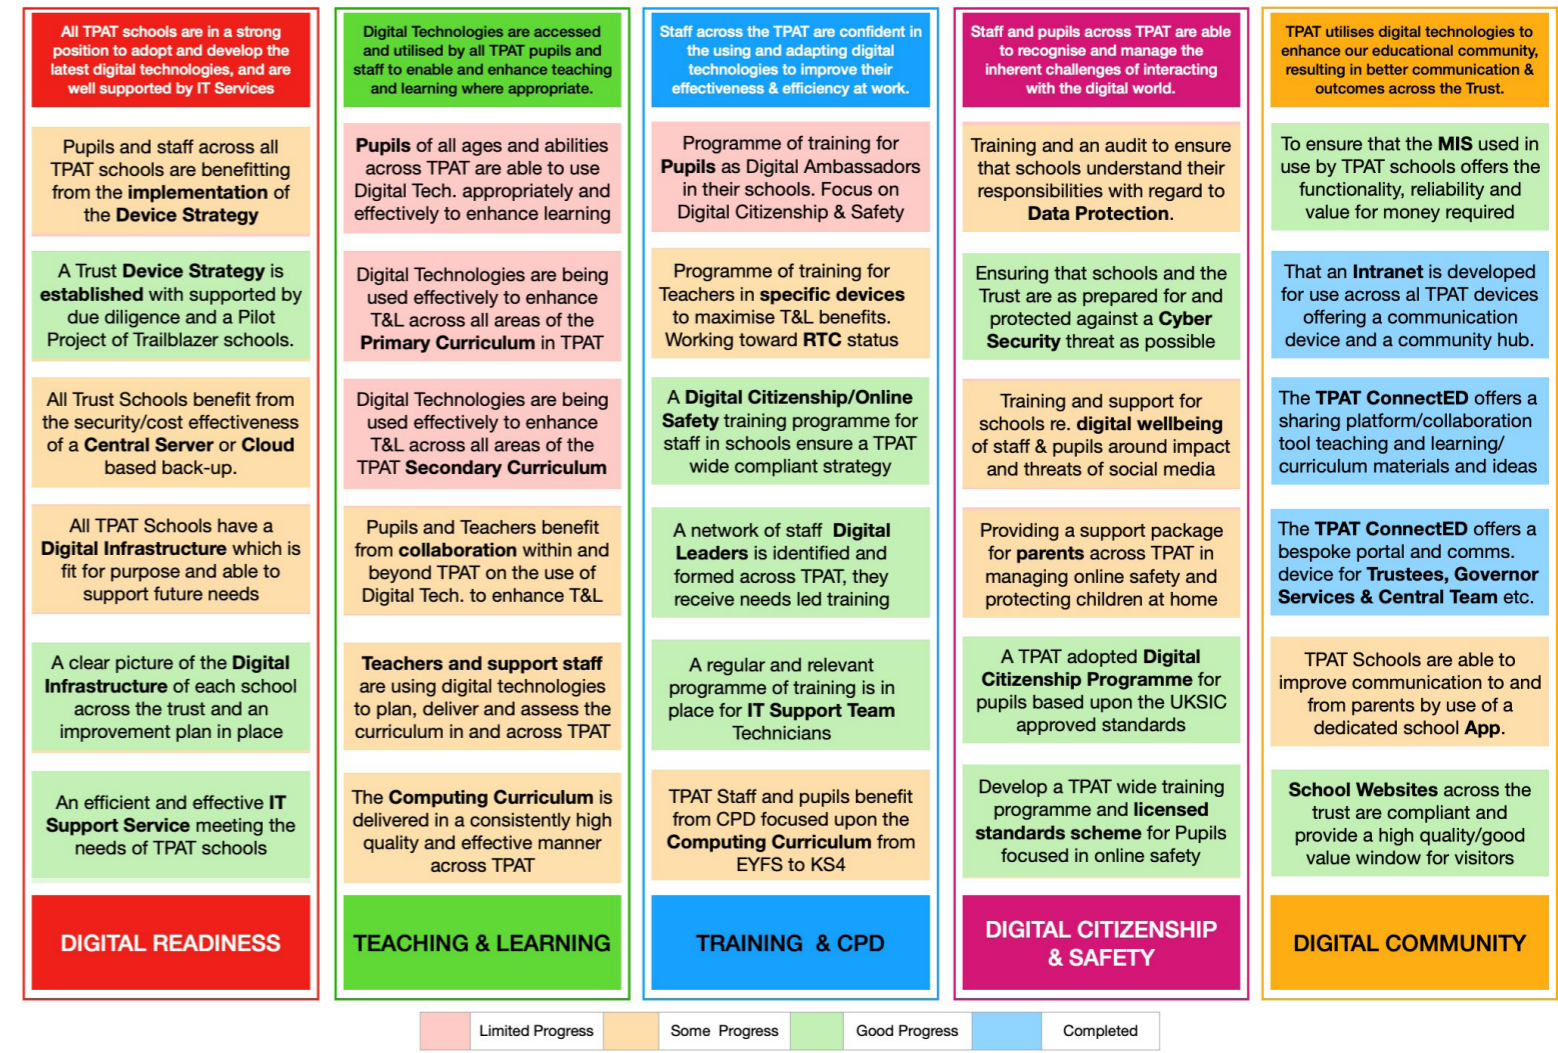 All TPAT schools are in a strong
position to adopt and develop the
latest digital technologies, and are
well supported by IT Services
Pupils and staff across all
TPAT schools are benefitting
from the implementation of
the Device Strategy
A Trust Device Strategy is
established with supported by
due diligence and a Pilot
Project of Trailblazer schools.
All Trust Schools benefit from
the security/cost effectiveness
of a Central Server or Cloud
based back-up.
All TPAT Schools have a
Digital Infrastructure which is
fit for purpose and able to
support future needs
A clear picture of the Digital
Infrastructure of each school
across the trust and an
improvement plan in place
An efficient and effective IT
Support Service meeting the
needs of TPAT schools
DIGITAL READINESS
Digital Technologies are accessed
and utilised by all TPAT pupils and
staff to enable and enhance teaching
and learning where appropriate.
Pupils of all ages and abilities
across TPAT are able to use
Digital Tech. appropriately and
effectively to enhance learning
Digital Technologies are being
used effectively to enhance
T&L across all areas of the
Primary Curriculum in TPAT
Digital Technologies are being
used effectively to enhance
T&L across all areas of the
TPAT Secondary Curriculum
Pupils and Teachers benefit
from collaboration within and
beyond TPAT on the use of
Digital Tech. to enhance T&L
Teachers and support staff
are using digital technologies
to plan, deliver and assess the
curriculum in and across TPAT
The Computing Curriculum is
delivered in a consistently high
quality and effective manner
across TPAT
TEACHING & LEARNING
Staff across the TPAT are confident in
the using and adapting digital
technologies to improve their
effectiveness & efficiency at work.
Programme of training for
Pupils as Digital Ambassadors
in their schools. Focus on
Digital Citizenship & Safety
Programme of training for
Teachers in specific devices
to maximise T&L benefits.
Working toward RTC status
A Digital Citizenship/Online
Safety training programme for
staff in schools ensure a TPAT
wide compliant strategy
A network of staff Digital
Leaders is identified and
formed across TPAT, they
receive needs led training
A regular and relevant
programme of training is in
place for IT Support Team
Technicians
TPAT Staff and pupils benefit
from CPD focused upon the
Computing Curriculum from
EYFS to KS4
TRAINING & CPD
Staff and pupils across TPAT are able
to recognise and manage the
inherent challenges of interacting
with the digital world.
Training and an audit to ensure
that schools understand their
responsibilities with regard to
Data Protection.
Ensuring that schools and the
Trust are as prepared for and
protected against a Cyber
Security threat as possible
Training and support for
schools re. digital wellbeing
of staff & pupils around impact
and threats of social media
Providing a support package
for parents across TPAT in
managing online safety and
protecting children at home
A TPAT adopted Digital
Citizenship Programme for
pupils based upon the UKSIC
approved standards
Develop a TPAT wide training
programme and licensed
standards scheme for Pupils
focused in online safety
DIGITAL CITIZENSHIP
& SAFETY
TPAT utilises digital technologies to
enhance our educational community,
resulting in better communication &
outcomes across the Trust.
To ensure that the MIS used in
use by TPAT schools offers the
functionality, reliability and
value for money required
That an Intranet is developed
for use across al TPAT devices
offering a communication
device and a community hub.
The TPAT ConnectED offers a
sharing platform/collaboration
tool teaching and learning/
curriculum materials and ideas
The TPAT ConnectED offers a
bespoke portal and comms.
device for Trustees, Governor
Services & Central Team etc.
TPAT Schools are able to
improve communication to and
from parents by use of a
dedicated school App.
School Websites across the
trust are compliant and
provide a high quality/good
value window for visitors
DIGITAL COMMUNITY
Limited Progress
Some Progress
Good Progress
Completed